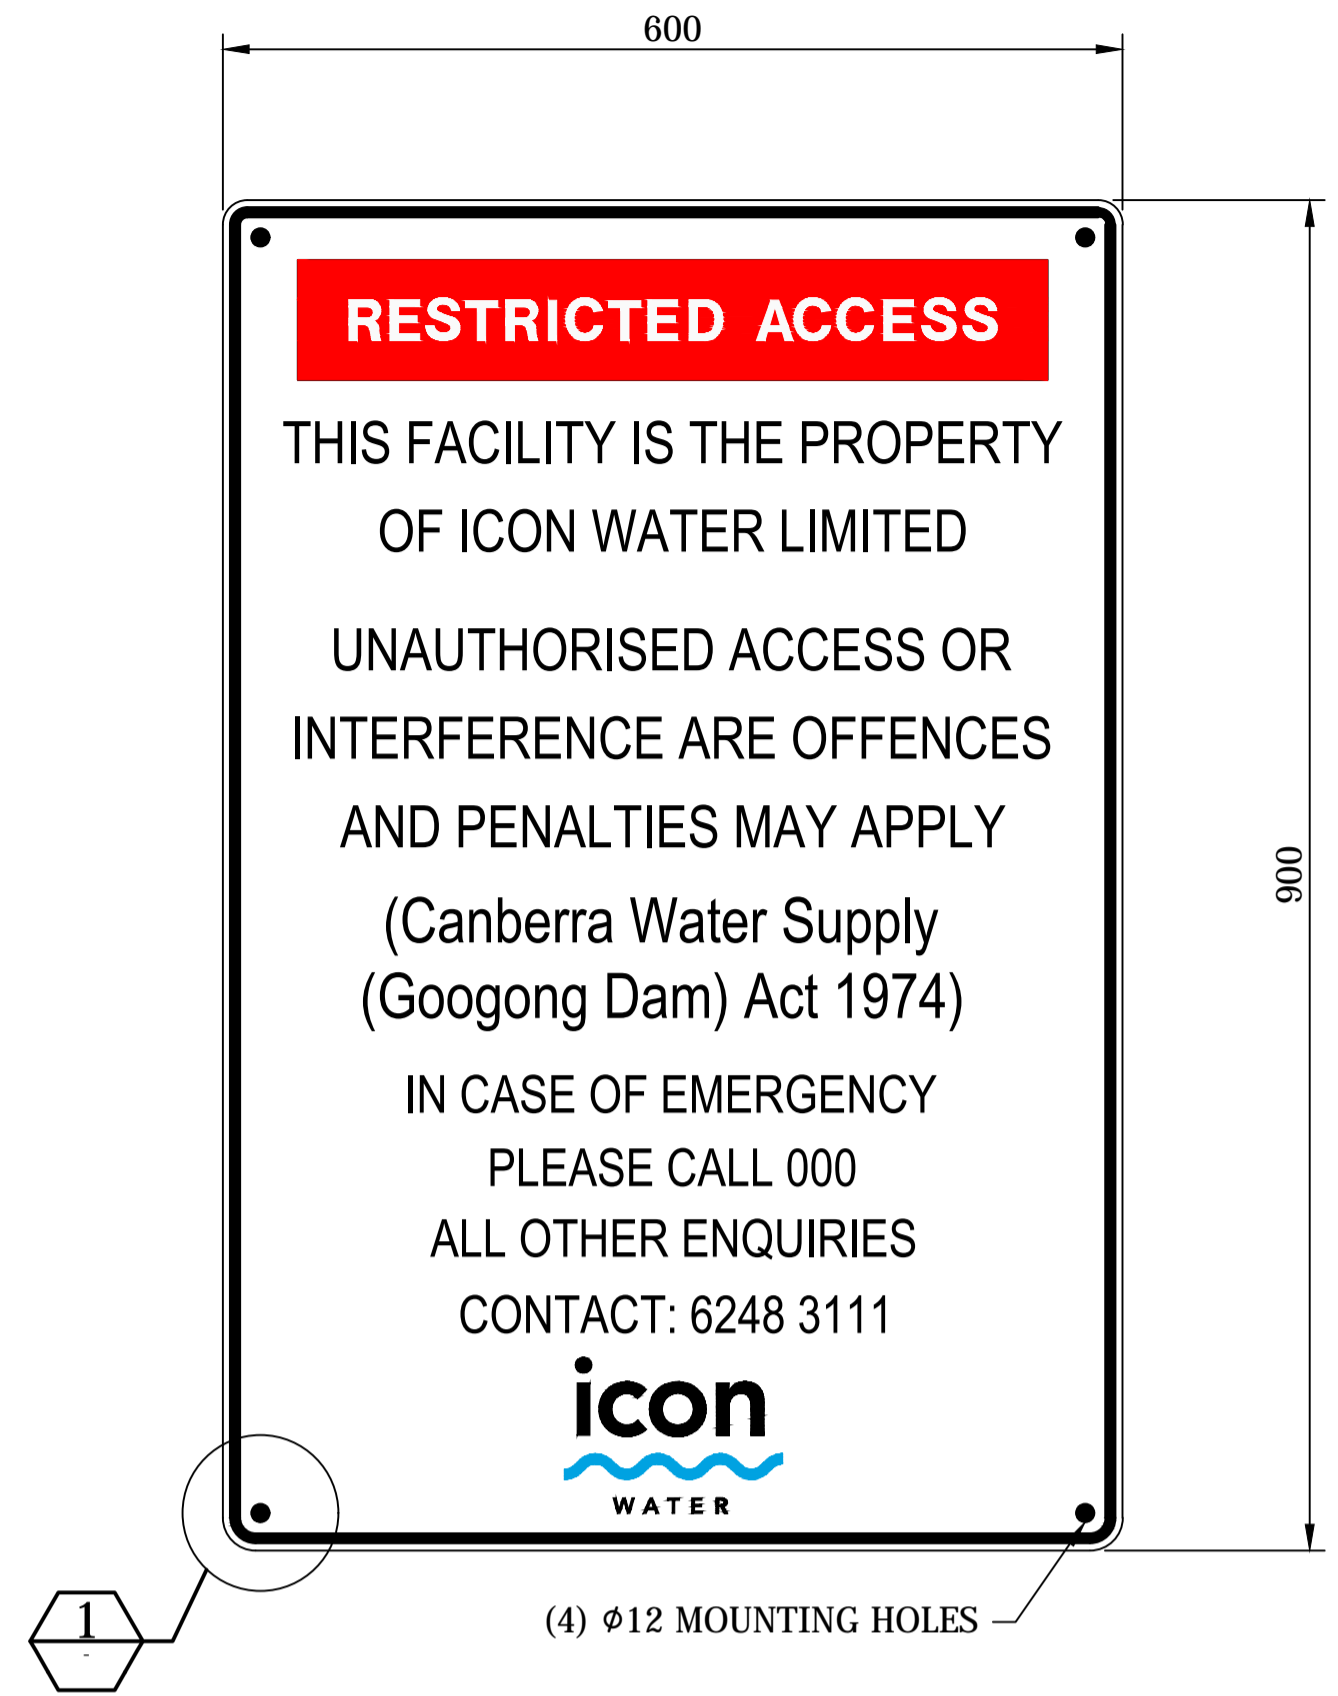 600
RESTRICTED ACCESS
THIS FACILITY IS THE PROPERTY
OF ICON WATER LIMITED
UNAUTHORISED ACCESS OR
INTERFERENCE ARE OFFENCES
AND PENALTIES MAY APPLY
(Canberra Water Supply
(Googong Dam) Act 1974)
IN CASE OF EMERGENCY
PLEASE CALL 000
ALL OTHER ENQUIRIES
CONTACT: 6248 3111
icon
WATER
900
1
-
(4) ⌀12 MOUNTING HOLES